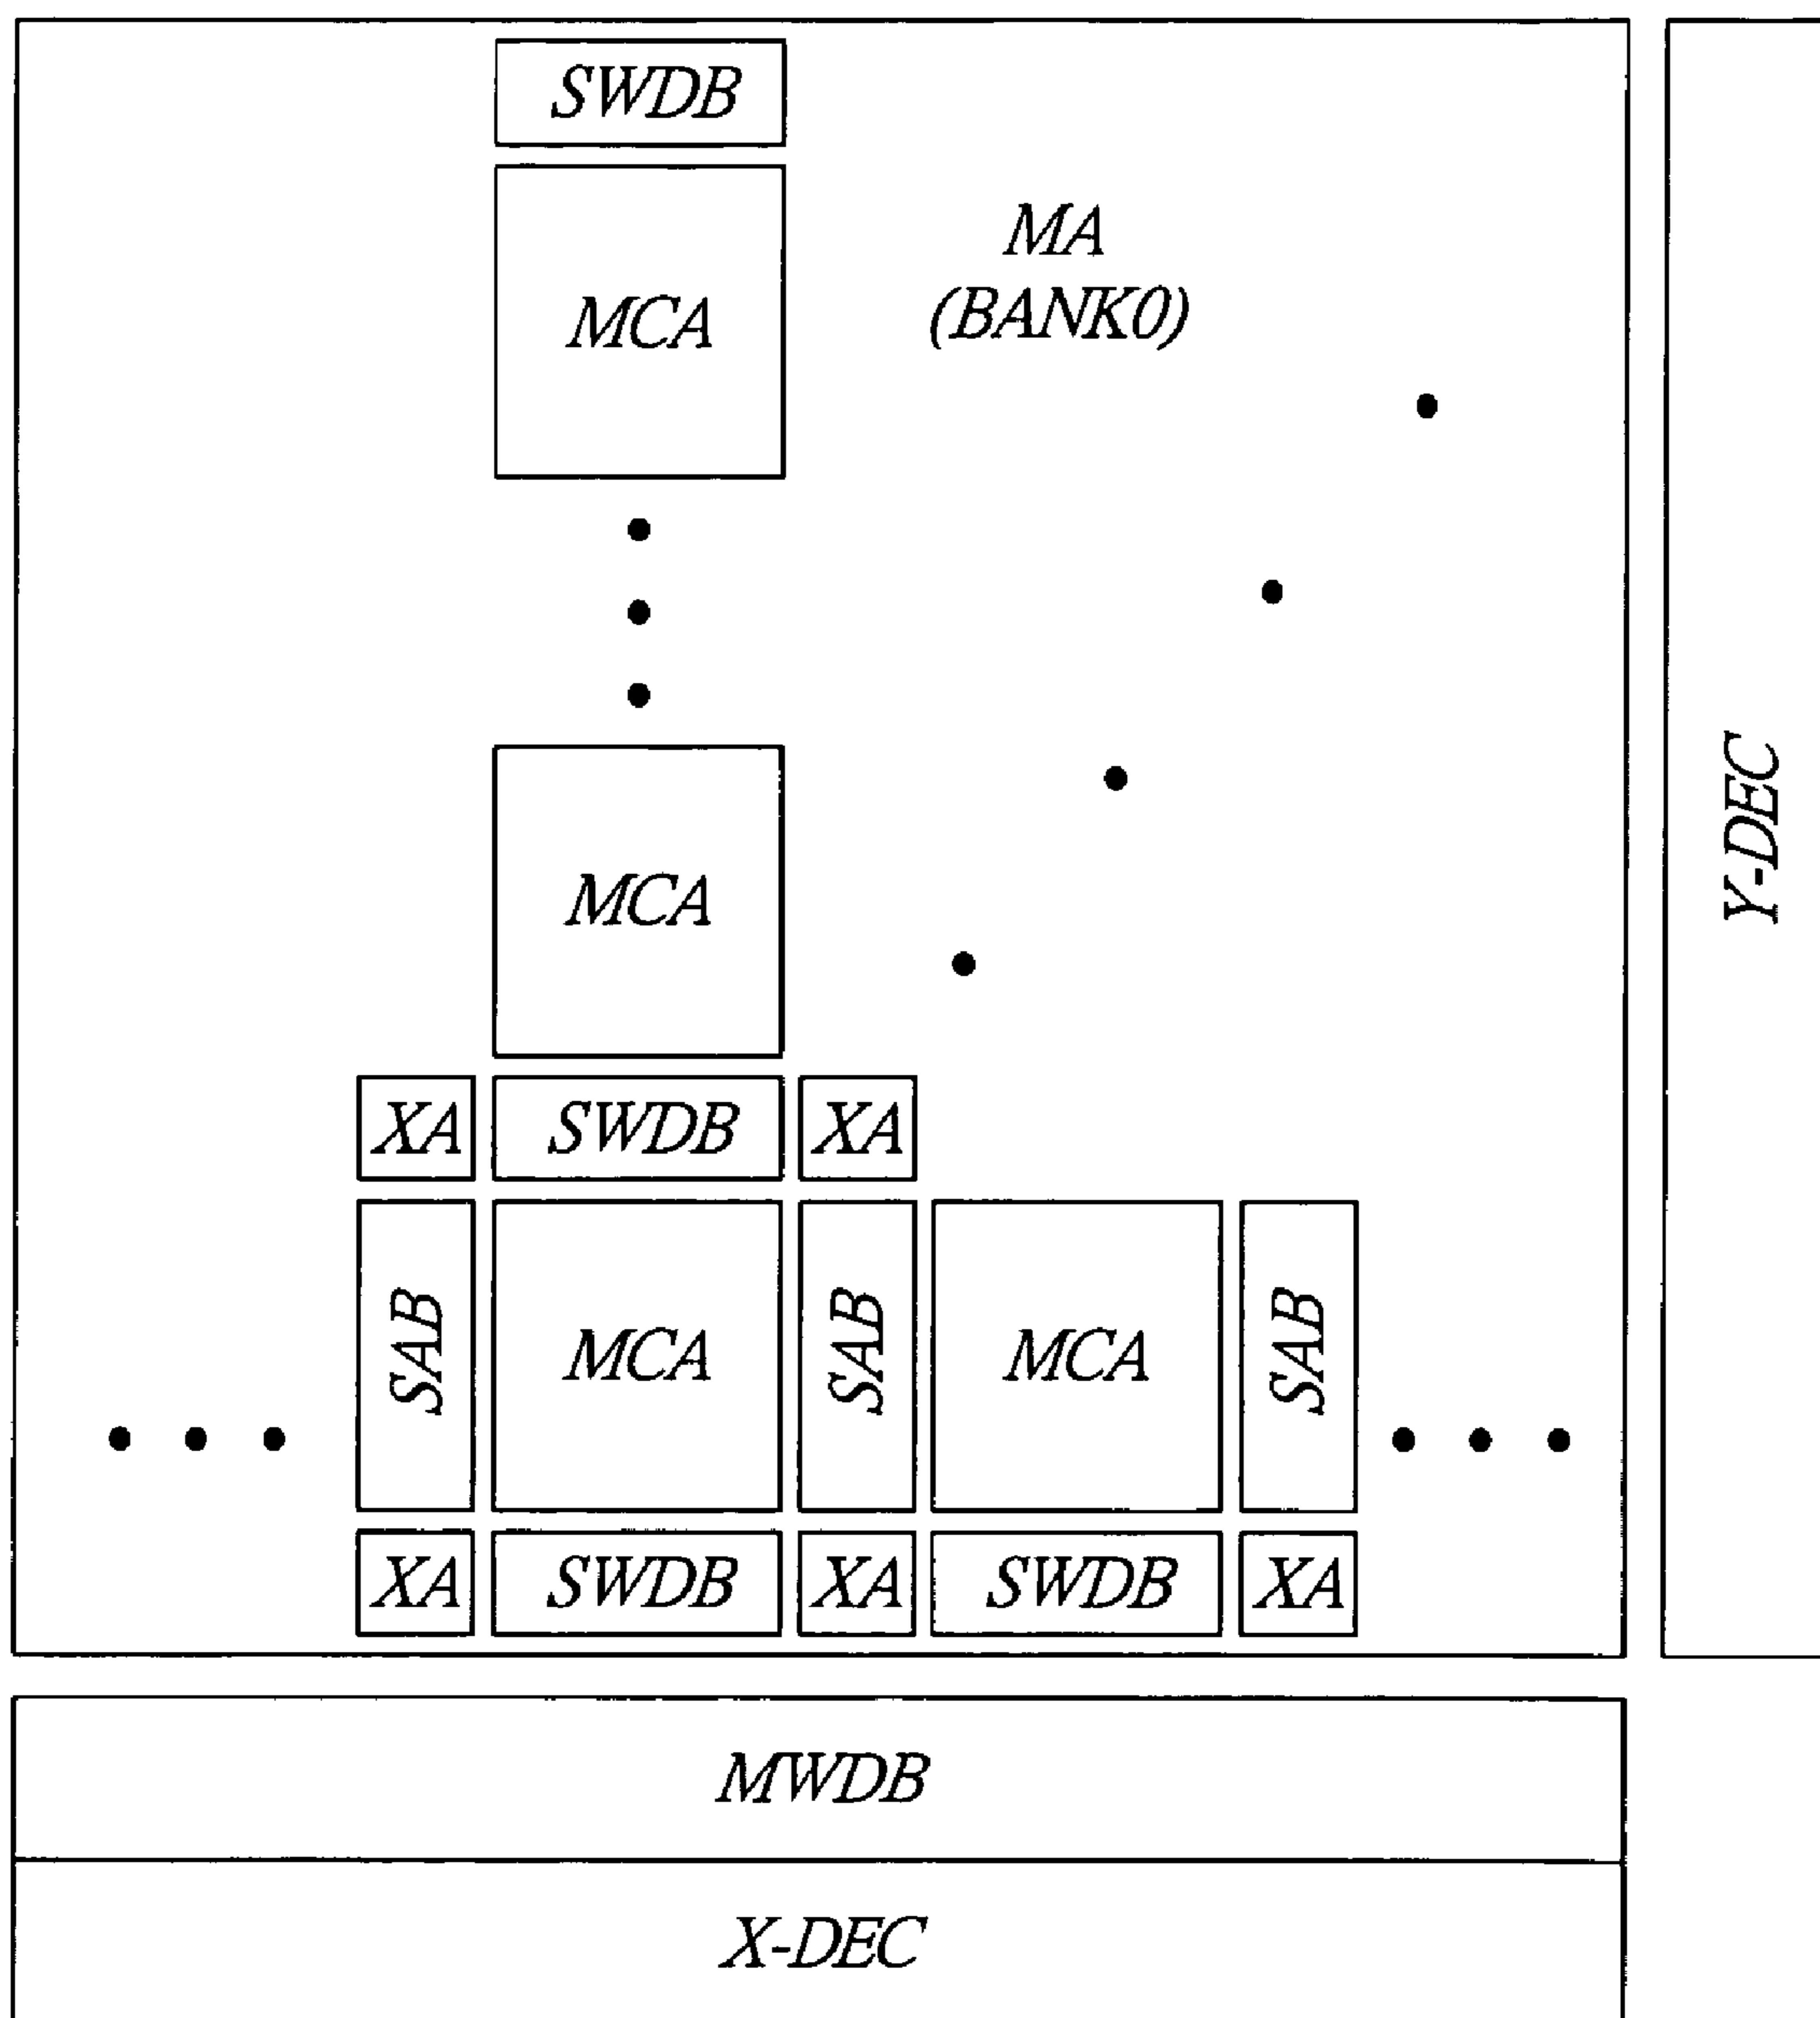 SWDB
MCA
MA
(BANK0)
MCA
Y-DEC
XA SWDB XA
SAB MCA SAB MCA SAB
XA SWDB XA SWDB XA
MWDB
X-DEC